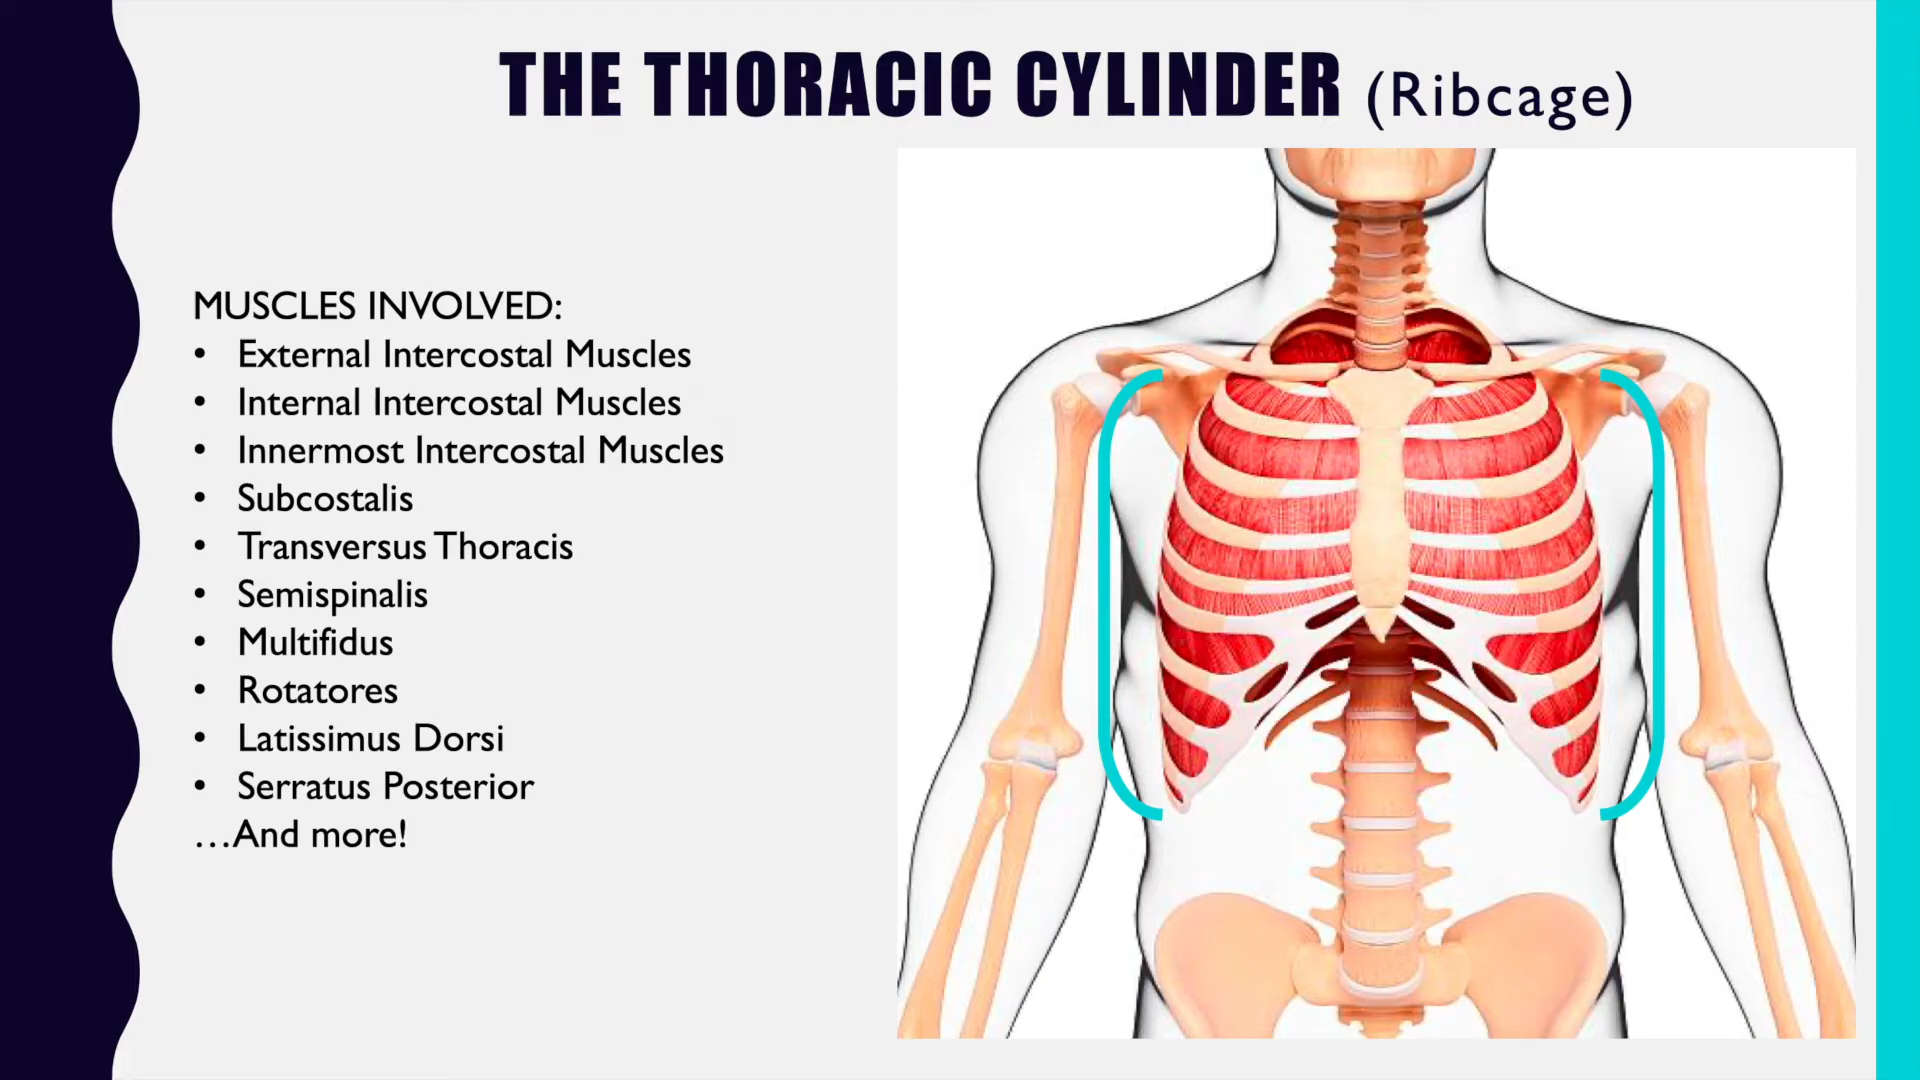 THE THORACIC CYLINDER (Ribcage)
MUSCLES INVOLVED:
• External Intercostal Muscles
• Internal Intercostal Muscles
• Innermost Intercostal Muscles
• Subcostalis
• Transversus Thoracis
• Semispinalis
• Multifidus
• Rotatores
• Latissimus Dorsi
• Serratus Posterior
…And more!